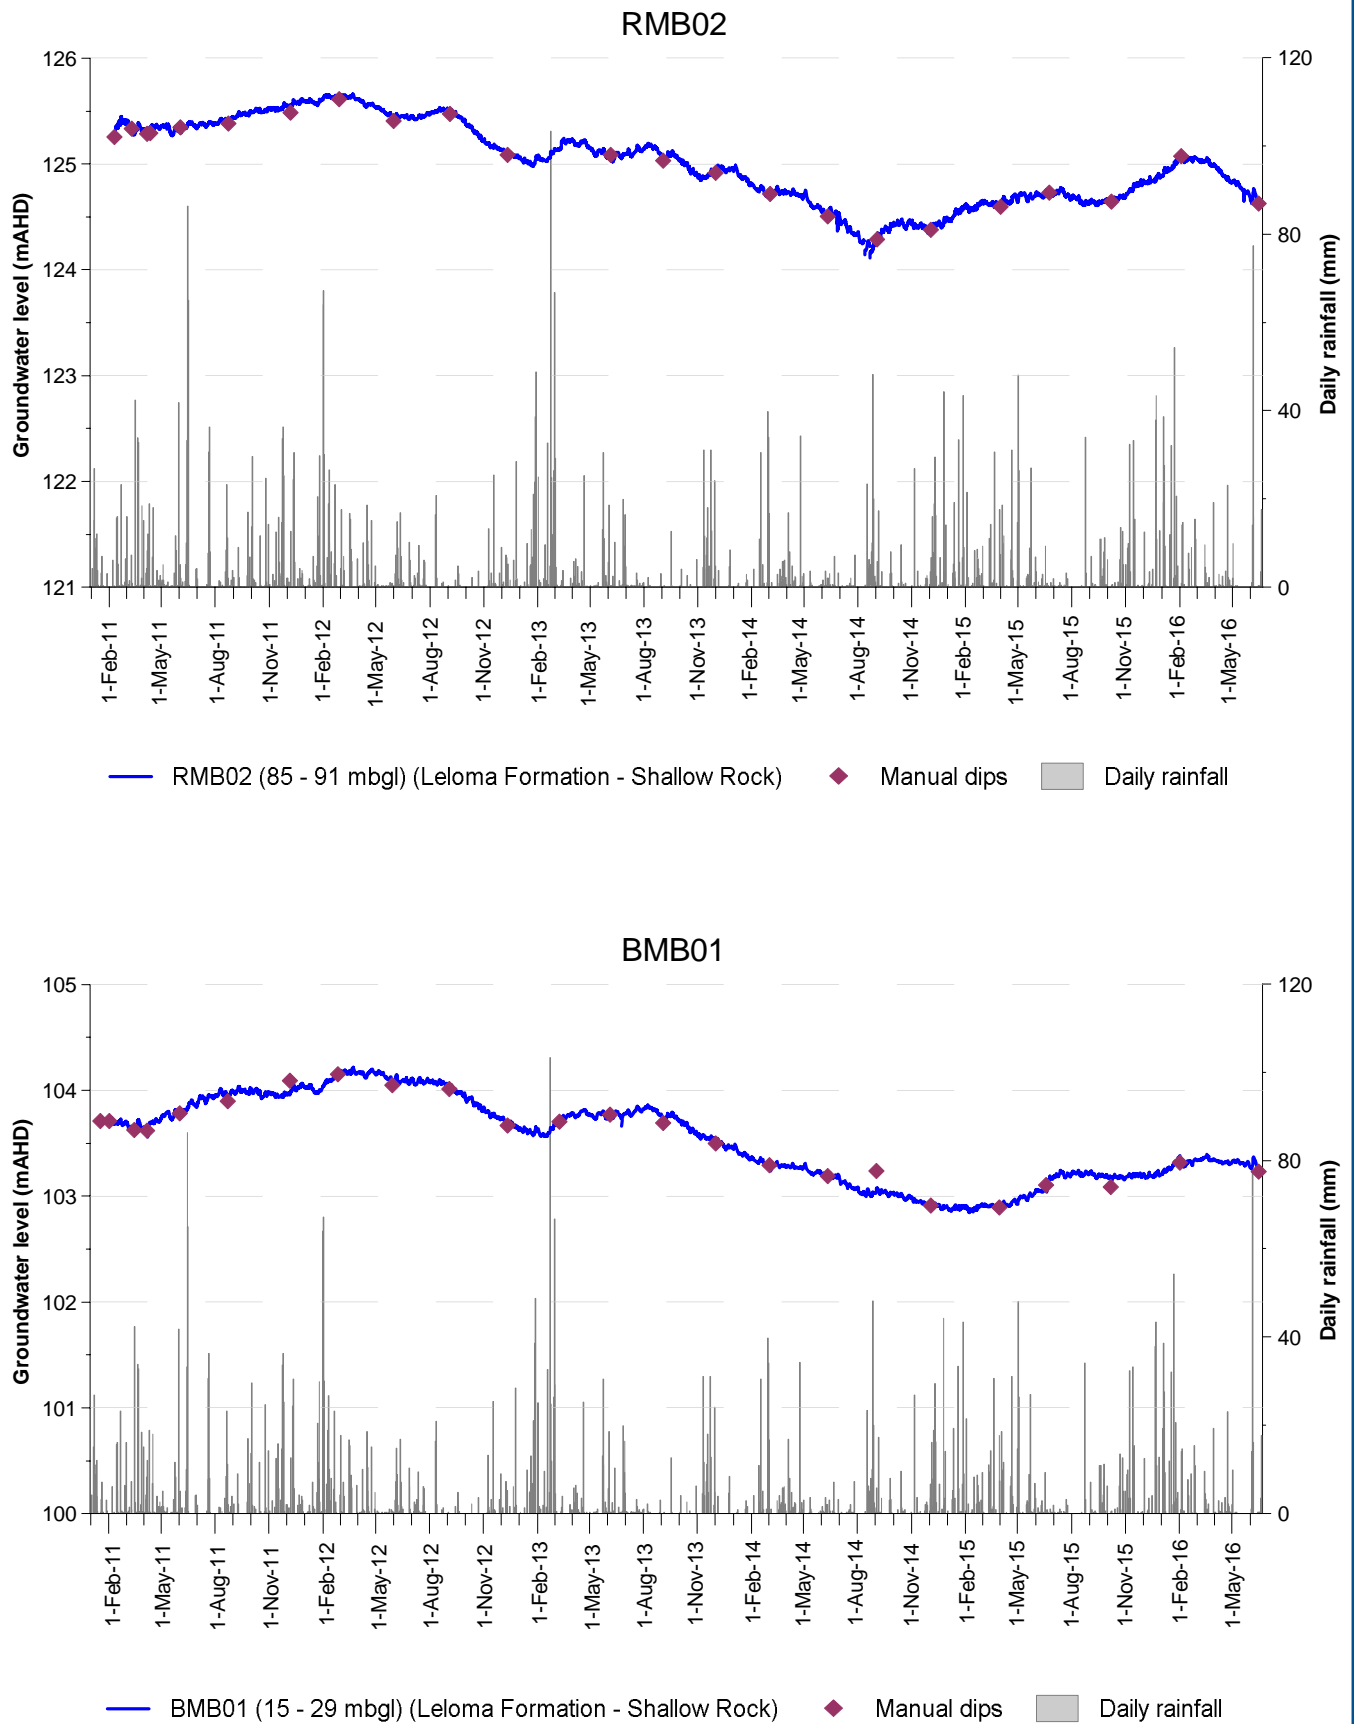 RMB02
126
125
124
123
122
121
Groundwater level (mAHD)
120
80
40
0
Daily rainfall (mm)
1-Feb-11
1-May-11
1-Aug-11
1-Nov-11
1-Feb-12
1-May-12
1-Aug-12
1-Nov-12
1-Feb-13
1-May-13
1-Aug-13
1-Nov-13
1-Feb-14
1-May-14
1-Aug-14
1-Nov-14
1-Feb-15
1-May-15
1-Aug-15
1-Nov-15
1-Feb-16
1-May-16
RMB02 (85 - 91 mbgl) (Leloma Formation - Shallow Rock) Manual dips Daily rainfall
BMB01
105
104
103
102
101
100
Groundwater level (mAHD)
120
80
40
0
Daily rainfall (mm)
1-Feb-11
1-May-11
1-Aug-11
1-Nov-11
1-Feb-12
1-May-12
1-Aug-12
1-Nov-12
1-Feb-13
1-May-13
1-Aug-13
1-Nov-13
1-Feb-14
1-May-14
1-Aug-14
1-Nov-14
1-Feb-15
1-May-15
1-Aug-15
1-Nov-15
1-Feb-16
1-May-16
BMB01 (15 - 29 mbgl) (Leloma Formation - Shallow Rock) Manual dips Daily rainfall